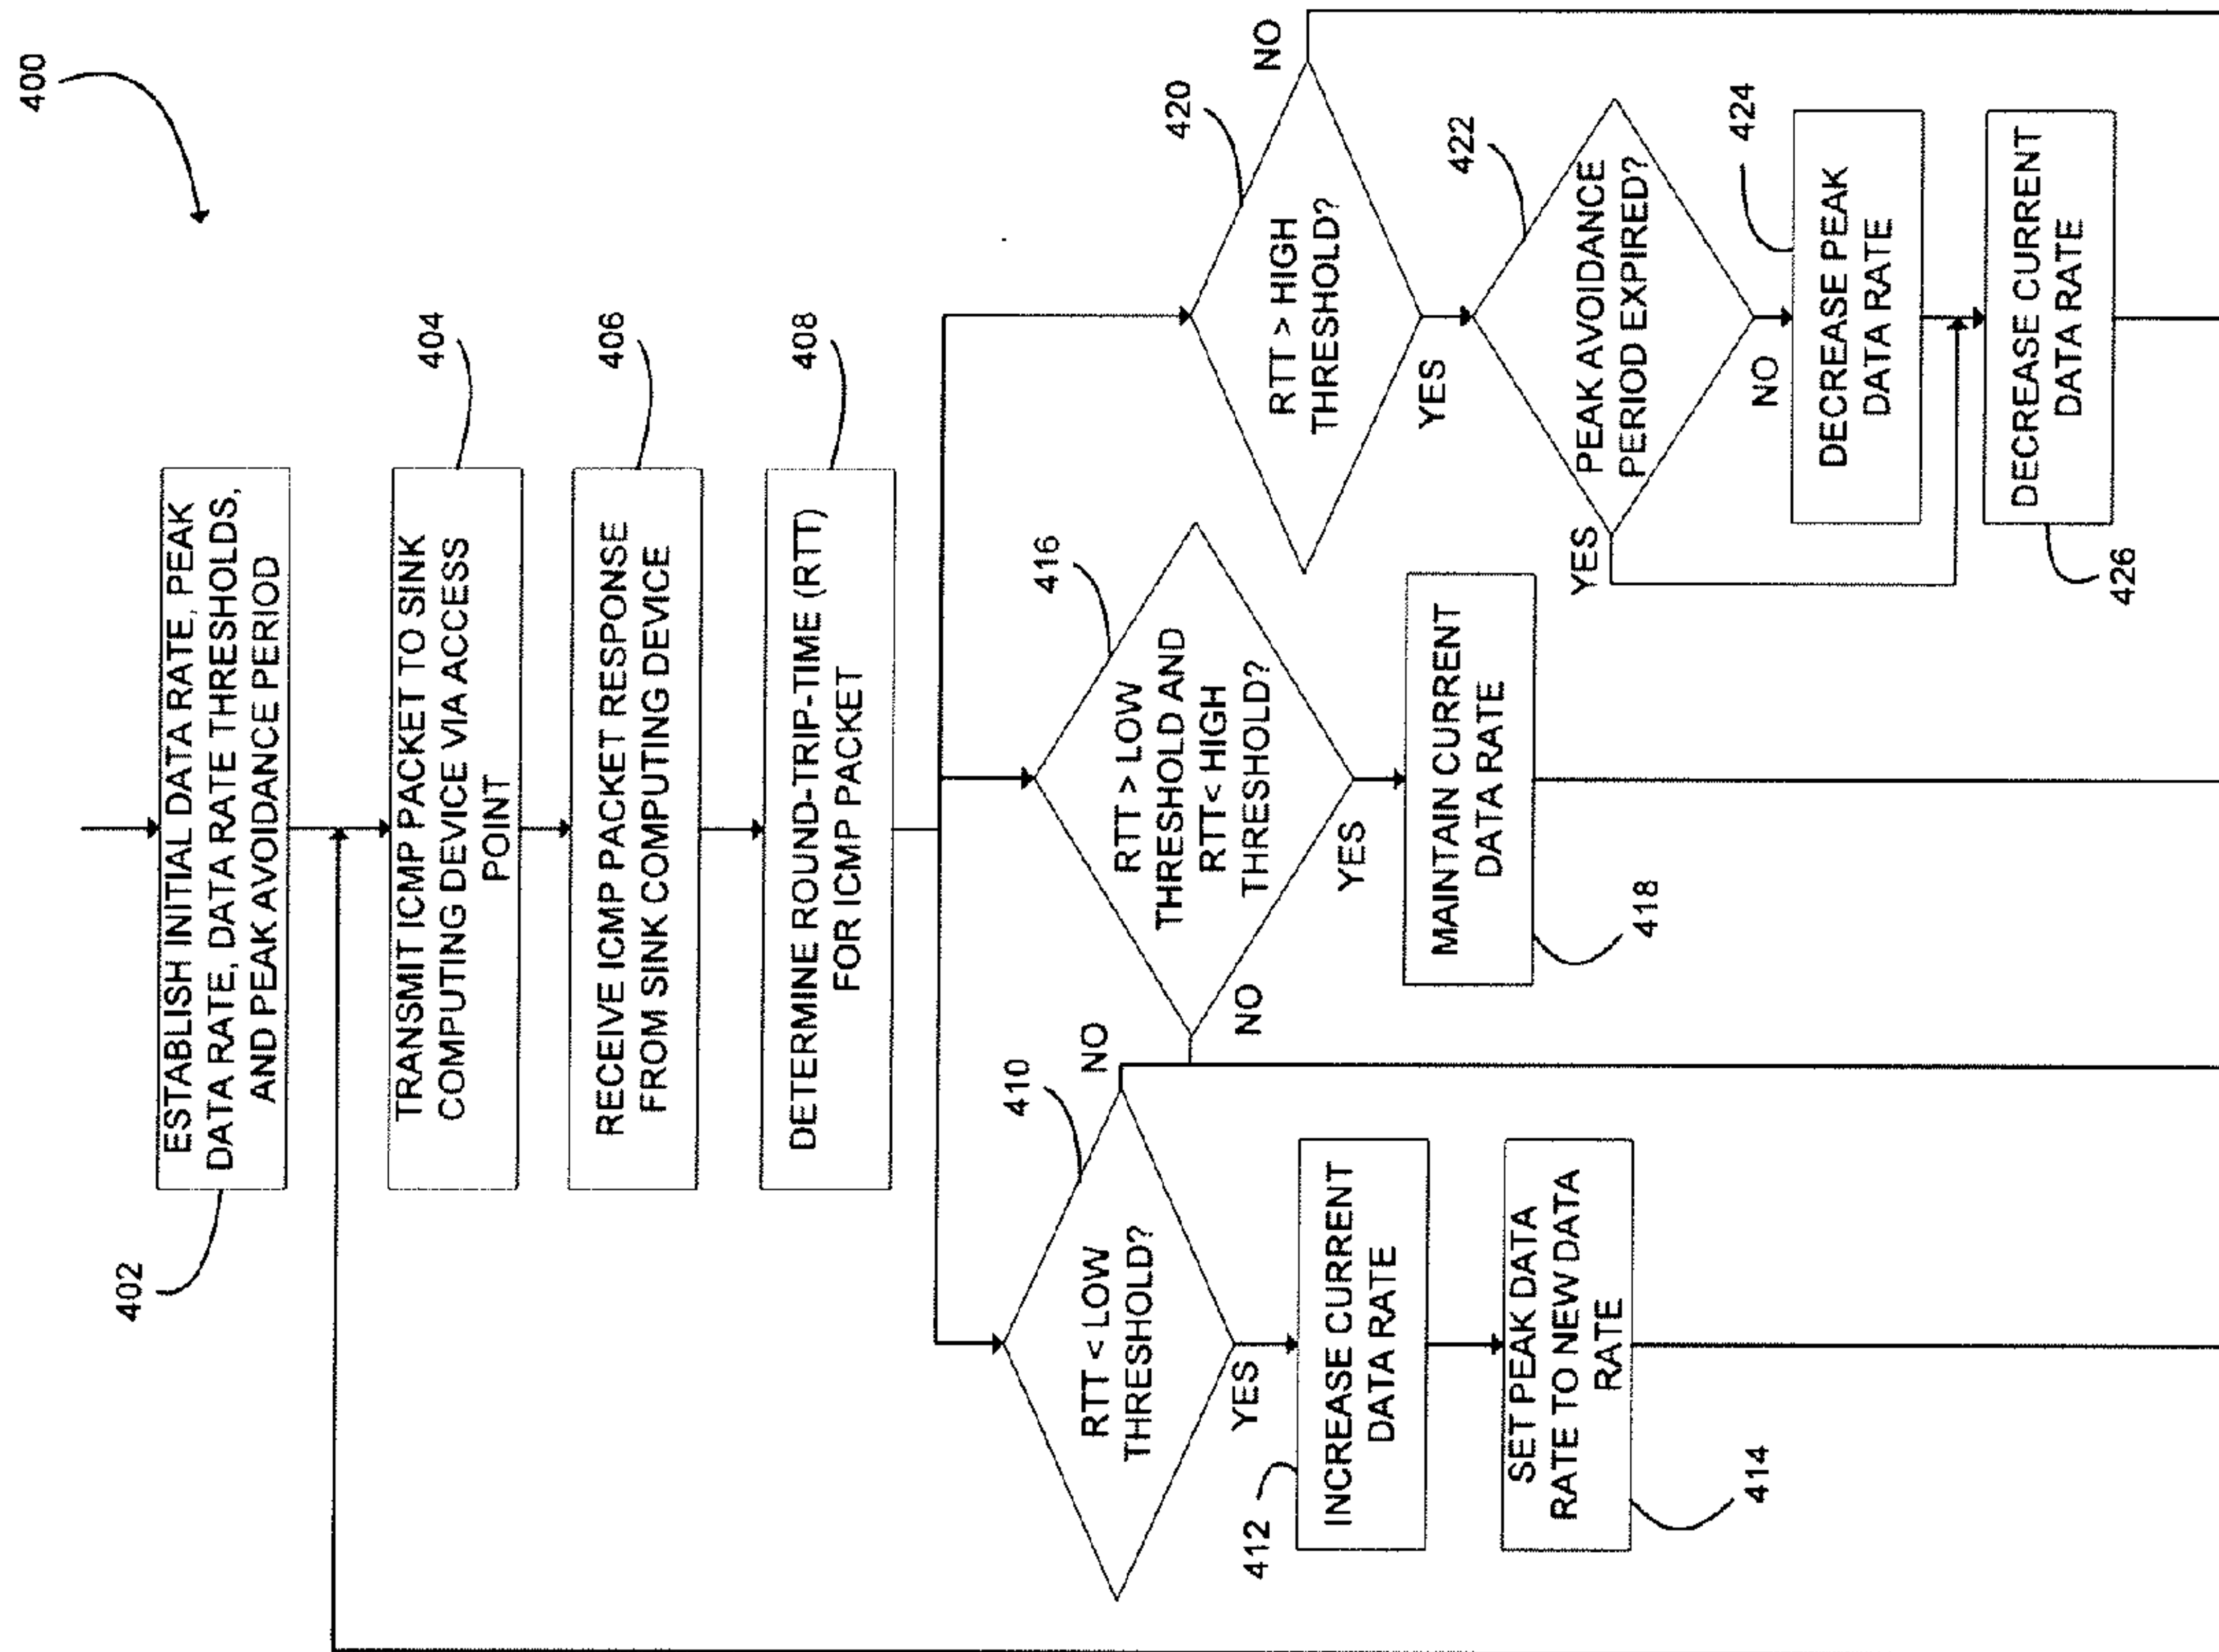 400
402
ESTABLISH INITIAL DATA RATE, PEAK
DATA RATE, DATA RATE THRESHOLDS,
AND PEAK AVOIDANCE PERIOD
404
TRANSMIT ICMP PACKET TO SINK
COMPUTING DEVICE VIA ACCESS
POINT
406
RECEIVE ICMP PACKET RESPONSE
FROM SINK COMPUTING DEVICE
408
DETERMINE ROUND-TRIP-TIME (RTT)
FOR ICMP PACKET
410
RTT < LOW
THRESHOLD?
NO
YES
412
INCREASE CURRENT
DATA RATE
SET PEAK DATA
RATE TO NEW DATA
RATE
414
416
RTT > LOW
THRESHOLD AND
RTT< HIGH
THRESHOLD?
NO
YES
MAINTAIN CURRENT
DATA RATE
418
420
RTT > HIGH
THRESHOLD?
NO
YES
422
PEAK AVOIDANCE
PERIOD EXPIRED?
YES
NO
424
DECREASE PEAK
DATA RATE
DECREASE CURRENT
DATA RATE
426